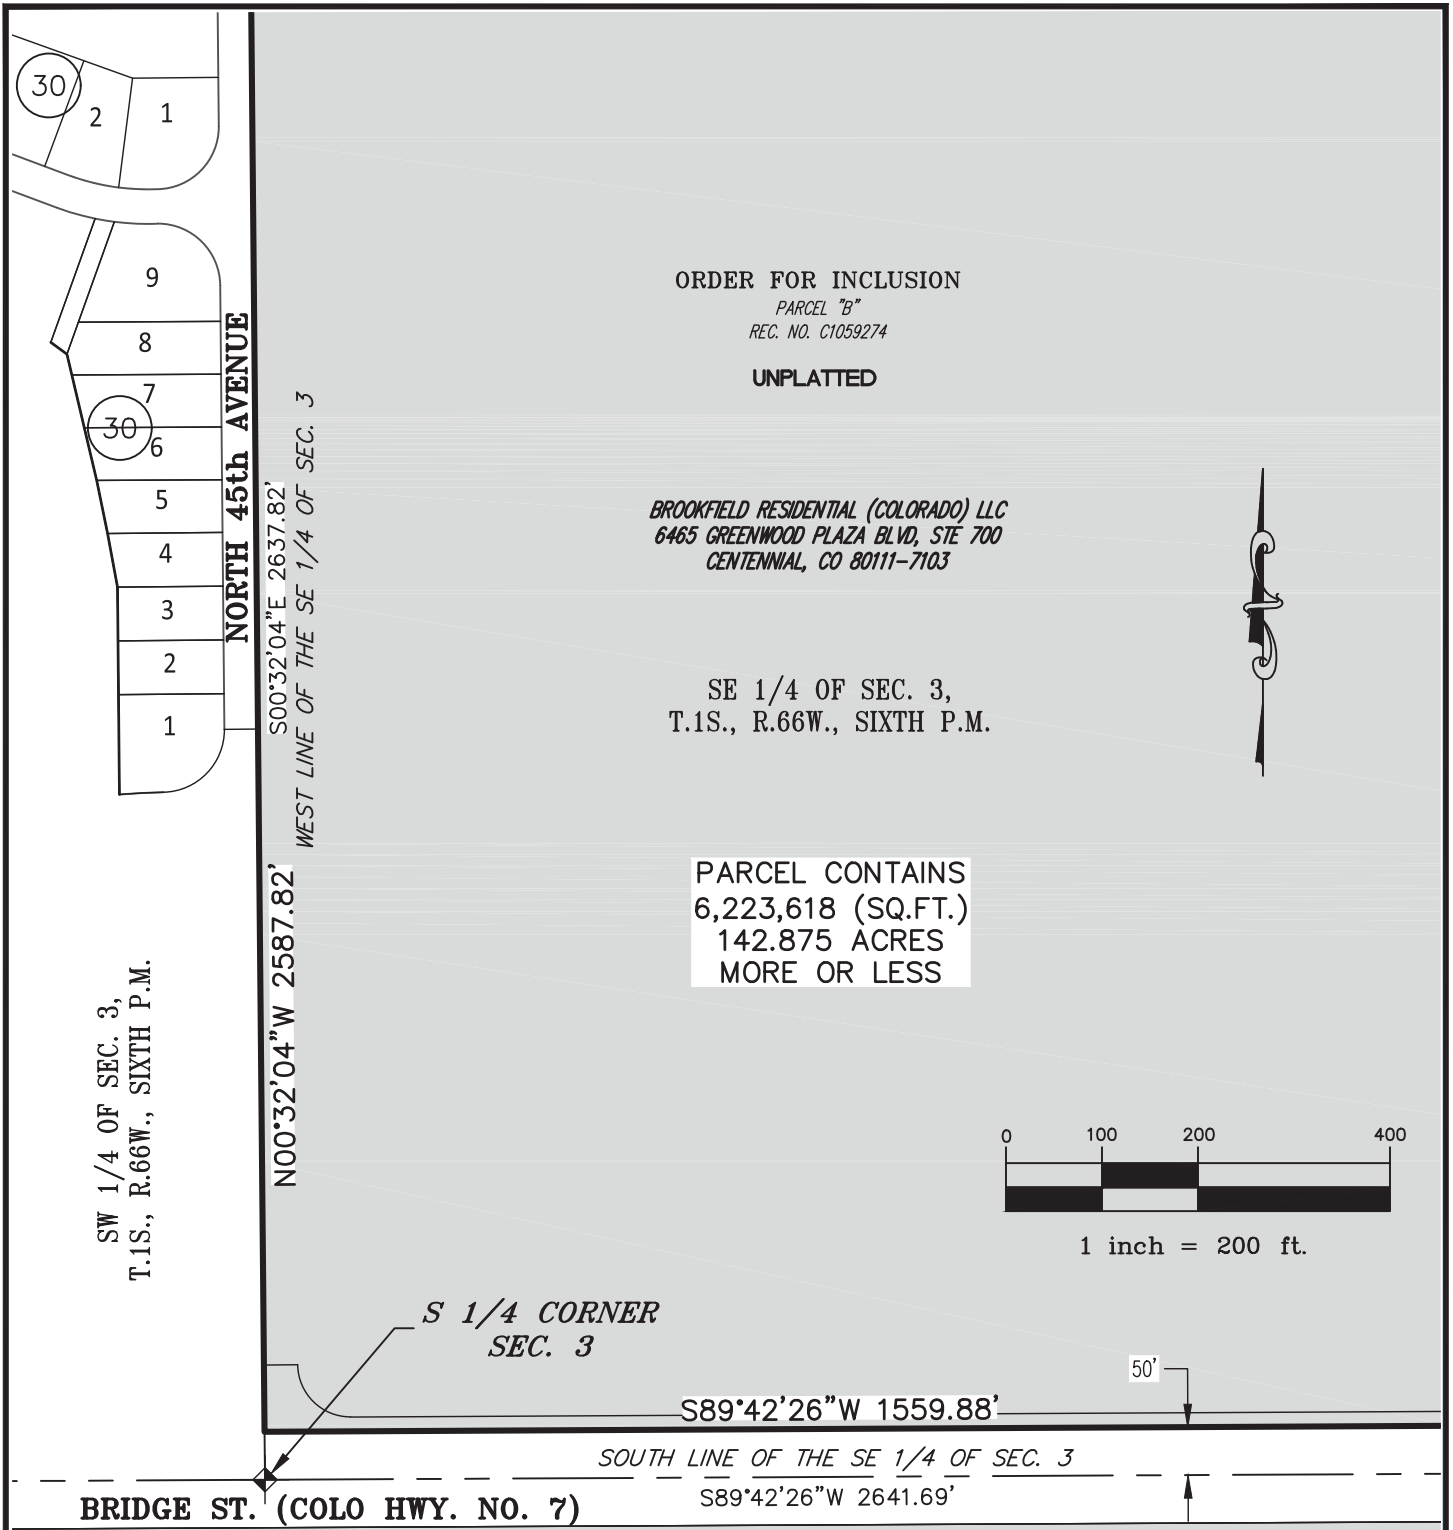 30
2
1
9
8
7
30
6
5
4
3
2
1
NORTH 45th AVENUE
S00°32'04"E 2637.82'
WEST LINE OF THE SE 1/4 OF SEC. 3
N00°32'04"W 2587.82'
ORDER FOR INCLUSION
PARCEL "B"
REC. NO. C1059274
UNPLATTED
BROOKFIELD RESIDENTIAL (COLORADO) LLC
6465 GREENWOOD PLAZA BLVD, STE 700
CENTENNIAL, CO 80111-7103
SE 1/4 OF SEC. 3,
T.1S., R.66W., SIXTH P.M.
PARCEL CONTAINS
6,223,618 (SQ.FT.)
142.875 ACRES
MORE OR LESS
SW 1/4 OF SEC. 3,
T.1S., R.66W., SIXTH P.M.
0 100 200 400
1 inch = 200 ft.
S 1/4 CORNER
SEC. 3
50'
S89°42'26"W 1559.88'
SOUTH LINE OF THE SE 1/4 OF SEC. 3
S89°42'26"W 2641.69'
BRIDGE ST. (COLO HWY. NO. 7)